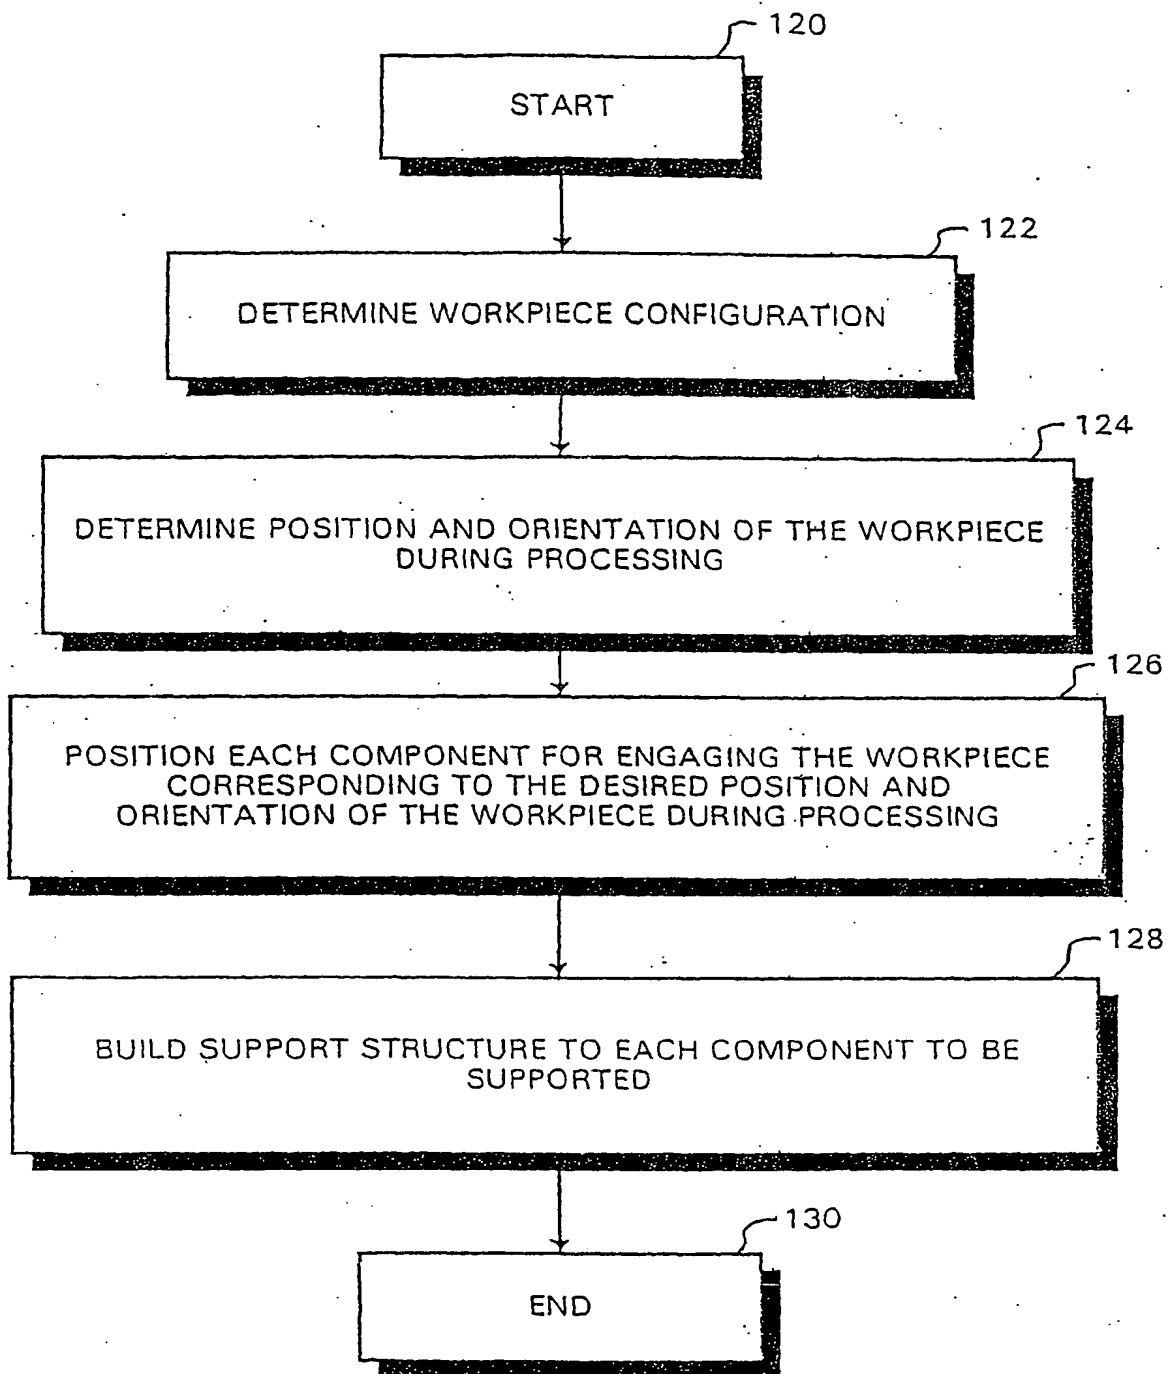 120
START
122
DETERMINE WORKPIECE CONFIGURATION
124
DETERMINE POSITION AND ORIENTATION OF THE WORKPIECE
DURING PROCESSING
126
POSITION EACH COMPONENT FOR ENGAGING THE WORKPIECE
CORRESPONDING TO THE DESIRED POSITION AND
ORIENTATION OF THE WORKPIECE DURING PROCESSING
128
BUILD SUPPORT STRUCTURE TO EACH COMPONENT TO BE
SUPPORTED
130
END